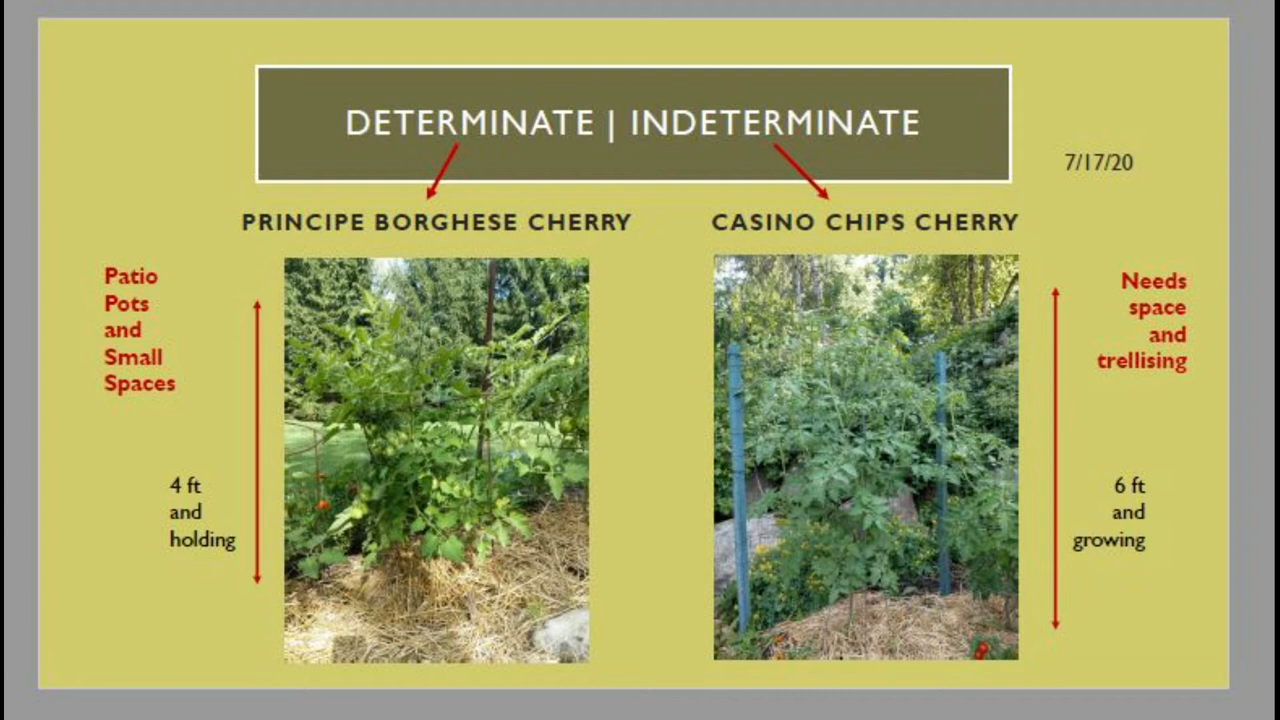 DETERMINATE | INDETERMINATE
7/17/20
PRINCIPE BORGHESE CHERRY
CASINO CHIPS CHERRY
Patio
Pots
and
Small
Spaces
4 ft
and
holding
Needs
space
and
trellising
6 ft
and
growing